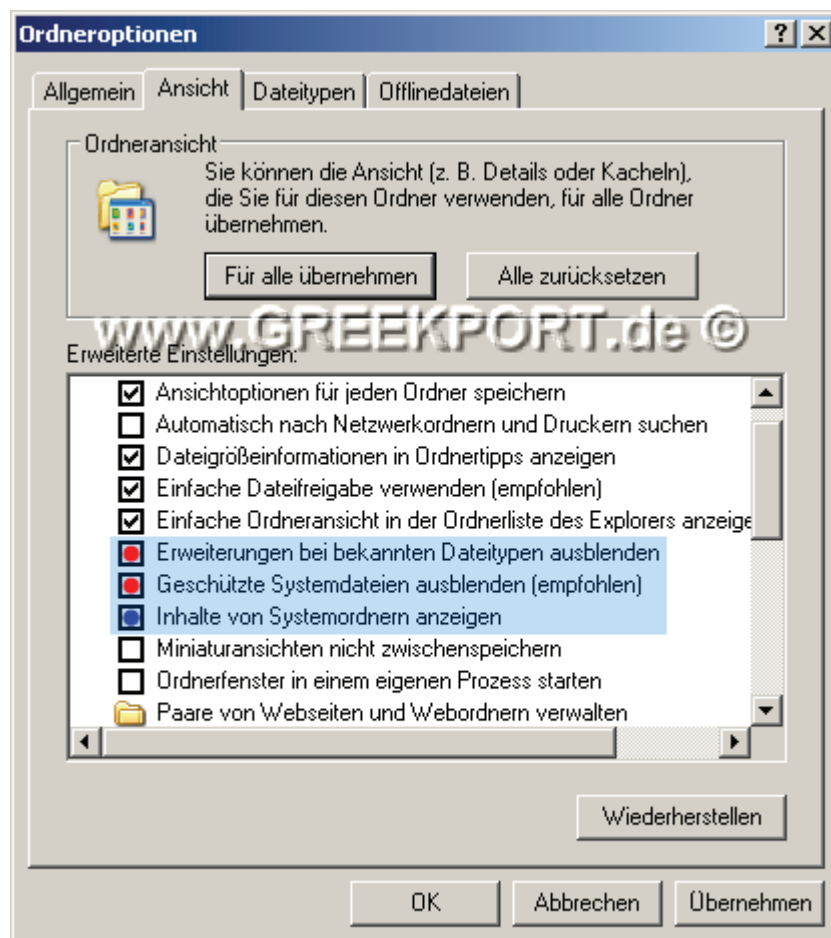 Ordneroptionen
Allgemein Ansicht Dateitypen Offlinedateien
Ordneransicht
Sie können die Ansicht (z. B. Details oder Kacheln),
die Sie für diesen Ordner verwenden, für alle Ordner
übernehmen.
Für alle übernehmen Alle zurücksetzen
www.GREEKPORT.de ©
Erweiterte Einstellungen:
Ansichtoptionen für jeden Ordner speichern
Automatisch nach Netzwerkordnern und Druckern suchen
Dateigrößeinformationen in Ordnertipps anzeigen
Einfache Dateifreigabe verwenden (empfohlen)
Einfache Ordneransicht in der Ordnerliste des Explorers anzeige
Erweiterungen bei bekannten Dateitypen ausblenden
Geschützte Systemdateien ausblenden (empfohlen)
Inhalte von Systemordnern anzeigen
Miniaturansichten nicht zwischenspeichern
Ordnerfenster in einem eigenen Prozess starten
Paare von Webseiten und Webordnern verwalten
Wiederherstellen
OK Abbrechen Übernehmen